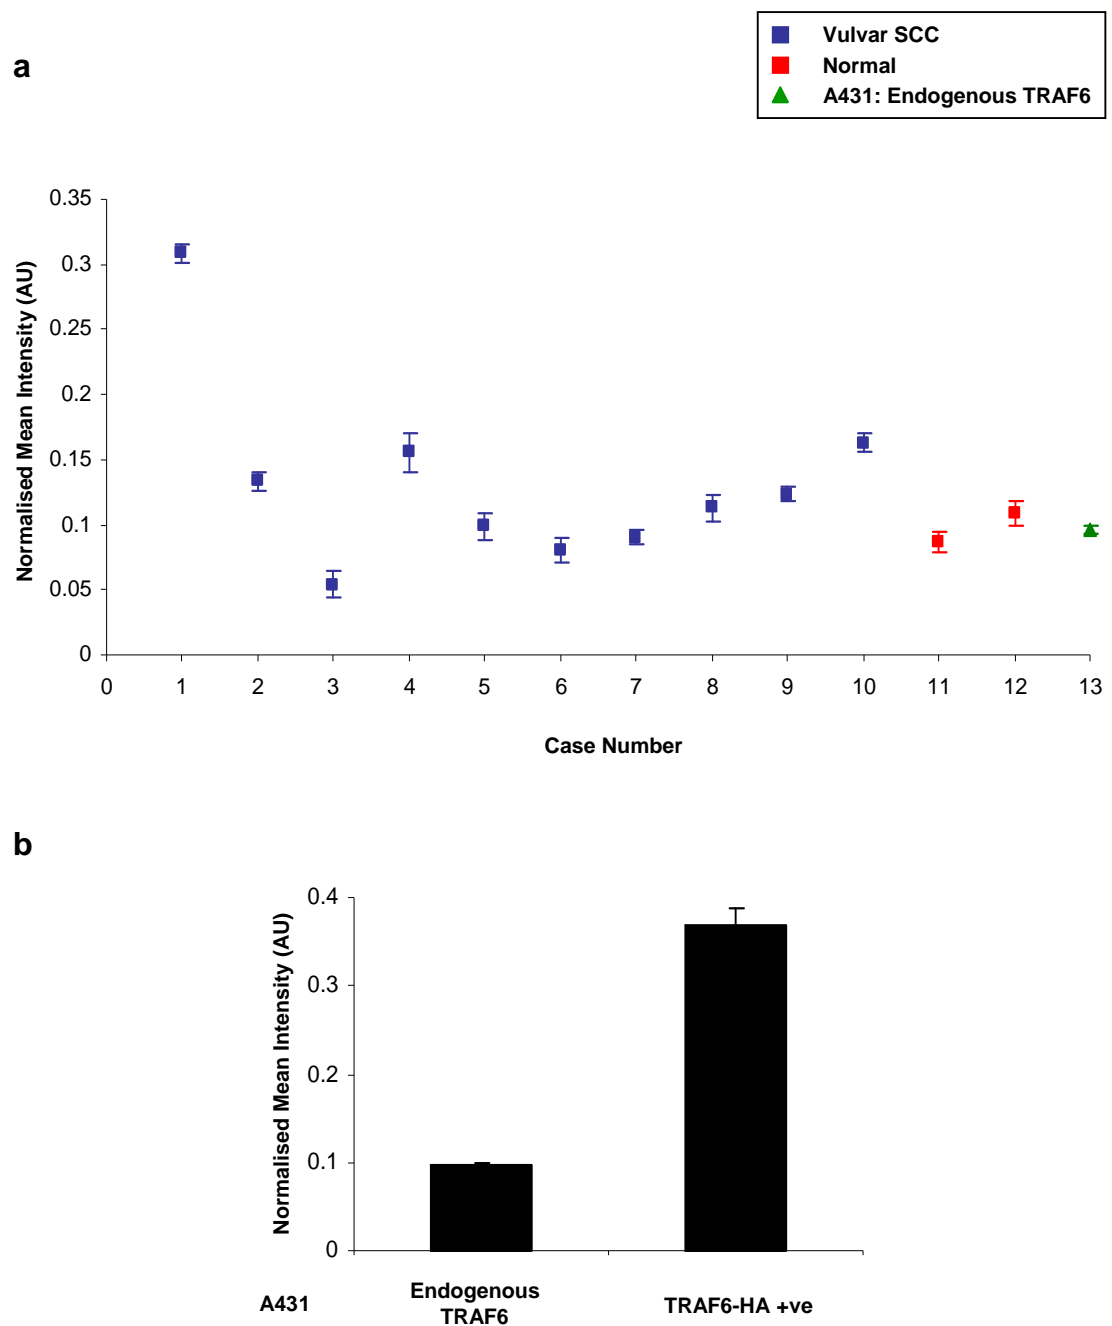 Vulvar SCC
Normal
A431: Endogenous TRAF6
a
Normalised Mean Intensity (AU)
0.35
0.3
0.25
0.2
0.15
0.1
0.05
0
0 1 2 3 4 5 6 7 8 9 10 11 12 13
Case Number
b
Normalised Mean Intensity (AU)
0.4
0.3
0.2
0.1
0
A431
Endogenous
TRAF6
TRAF6-HA +ve